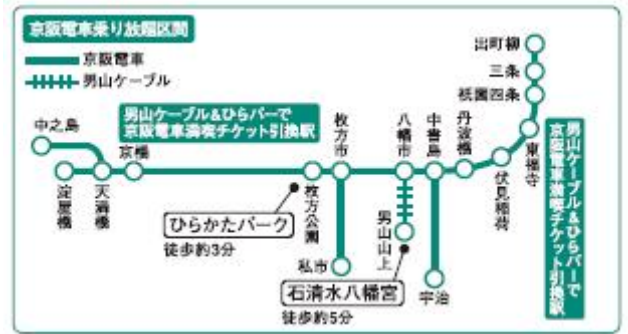 京阪電車乗り放題区間
京阪電車
男山ケーブル
男山ケーブル&ひらパーで
京阪電車満喫チケット引換駅
中之島
淀屋橋
天満橋
京橋
ひらかたパーク
徒歩約3分
枚方公園
枚方市
私市
八幡市
男山山上
石清水八幡宮
徒歩約5分
中書島
宇治
丹波橋
伏見稲荷
東福寺
祇園四条
三条
出町柳
男山ケーブル&ひらパーで
京阪電車満喫チケット引換駅